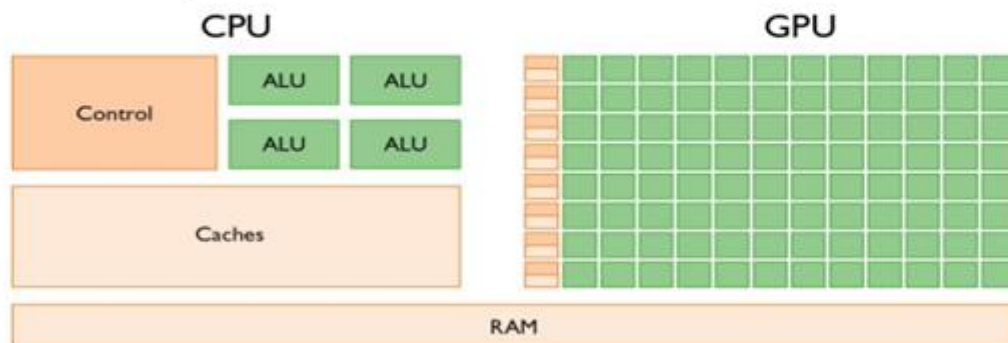 CPU
GPU
Control
ALU
ALU
ALU
ALU
Caches
RAM